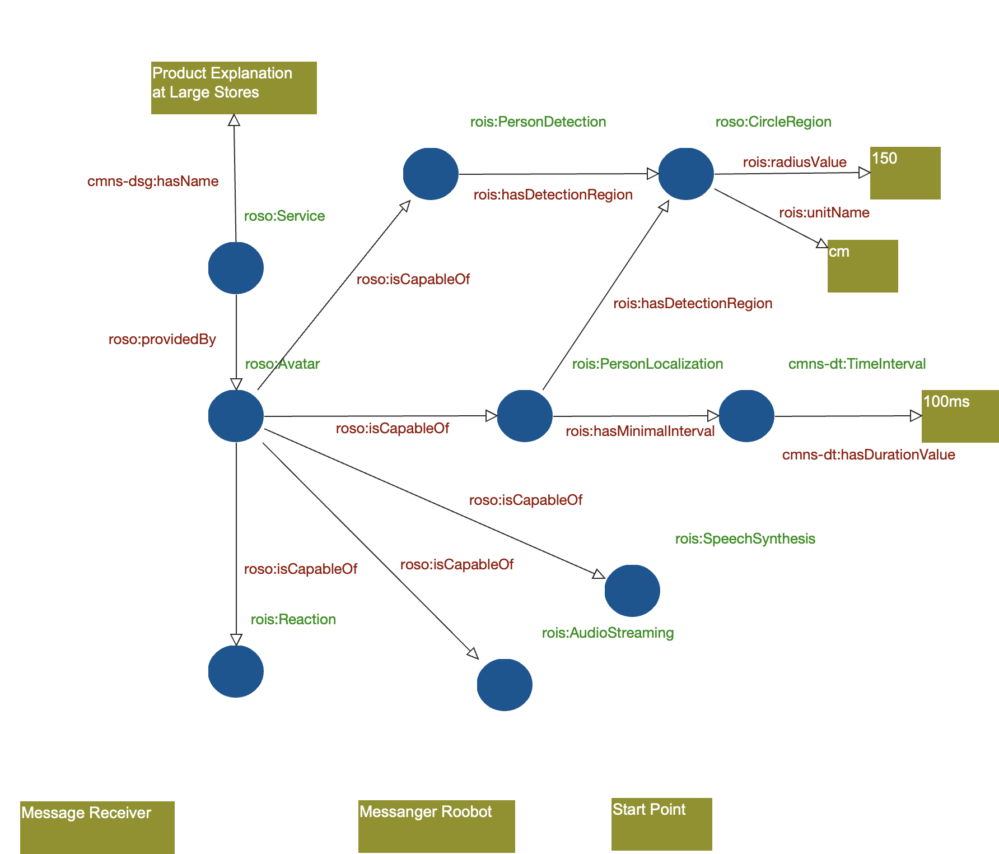 Product Explanation
at Large Stores
rois:PersonDetection
roso:CircleRegion
150
rois:radiusValue
cmns-dsg:hasName
rois:hasDetectionRegion
rois:unitName
roso:Service
cm
roso:isCapableOf
rois:hasDetectionRegion
roso:providedBy
roso:Avatar
rois:PersonLocalization
cmns-dt:TimeInterval
100ms
roso:isCapableOf
rois:hasMinimalInterval
cmns-dt:hasDurationValue
roso:isCapableOf
rois:SpeechSynthesis
roso:isCapableOf
roso:isCapableOf
rois:Reaction
rois:AudioStreaming
Message Receiver
Messanger Roobot
Start Point